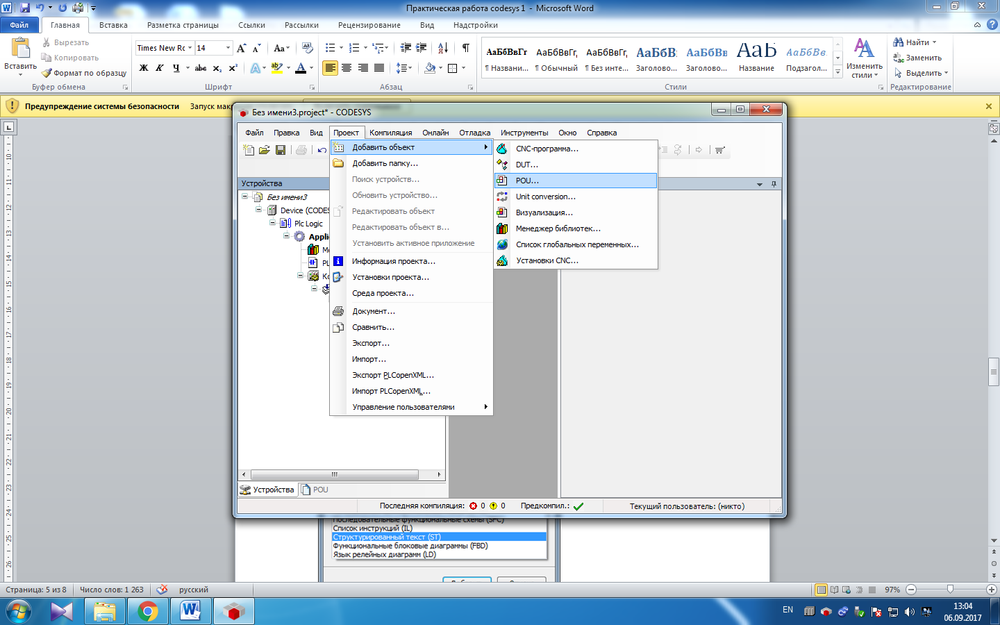 Практическая работа codesys 1 - Microsoft Word
Файл Главная Вставка Разметка страницы Ссылки Рассылки Рецензирование Вид Надстройки
Вставить
Вырезать
Копировать
Формат по образцу
Буфер обмена
Times New Rc 14
Ж К Ч abc x₂ x²
Шрифт
Абзац
АаБбВвГг АаБбВвГг, АаБбВвГг, АаБбВ АаБбВв АаБ АаБбВв.
¶ Названи... ¶ Обычный ¶ Без инте... Заголово... Заголово... Название Подзагол...
Стили
Изменить стили
Найти
Заменить
Выделить
Редактирование
Предупреждение системы безопасности Запуск
Без имени3.project* - CODESYS
Файл Правка Вид Проект Компиляция Онлайн Отладка Инструменты Окно Справка
Устройства
Без имени3
Device (CODES
Plc Logic
Applic
Добавить объект
Добавить папку...
Поиск устройств...
Обновить устройство...
Редактировать объект
Редактировать объект в...
Установить активное приложение
Информация проекта...
Установки проекта...
Среда проекта...
Документ...
Сравнить...
Экспорт...
Импорт...
Экспорт PLCopenXML...
Импорт PLCopenXML...
Управление пользователями
CNC-программа...
DUT...
POU...
Unit conversion...
Визуализация...
Менеджер библиотек...
Список глобальных переменных...
Установки CNC...
Устройства POU
Последняя компиляция: 0 0 Предкомпил.: Текущий пользователь: (никто)
Последовательные функциональные схемы (SFC)
Список инструкций (IL)
Структурированный текст (ST)
Функциональные блоковые диаграммы (FBD)
Язык релейных диаграмм (LD)
Страница: 5 из 8 Число слов: 1 263 русский 97%
EN 13:04
06.09.2017